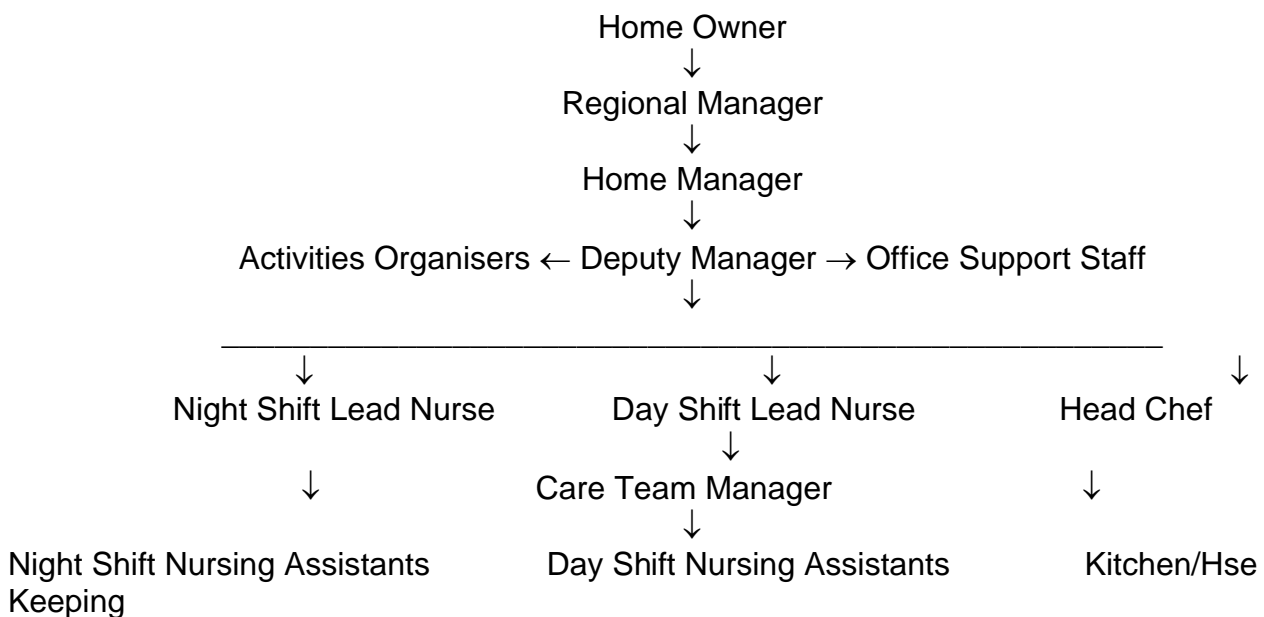 Home Owner
↓
Regional Manager
↓
Home Manager
↓
Activities Organisers ← Deputy Manager → Office Support Staff
↓
↓ ↓ ↓
Night Shift Lead Nurse Day Shift Lead Nurse Head Chef
↓
↓ Care Team Manager ↓
↓
Night Shift Nursing Assistants Day Shift Nursing Assistants Kitchen/Hse
Keeping